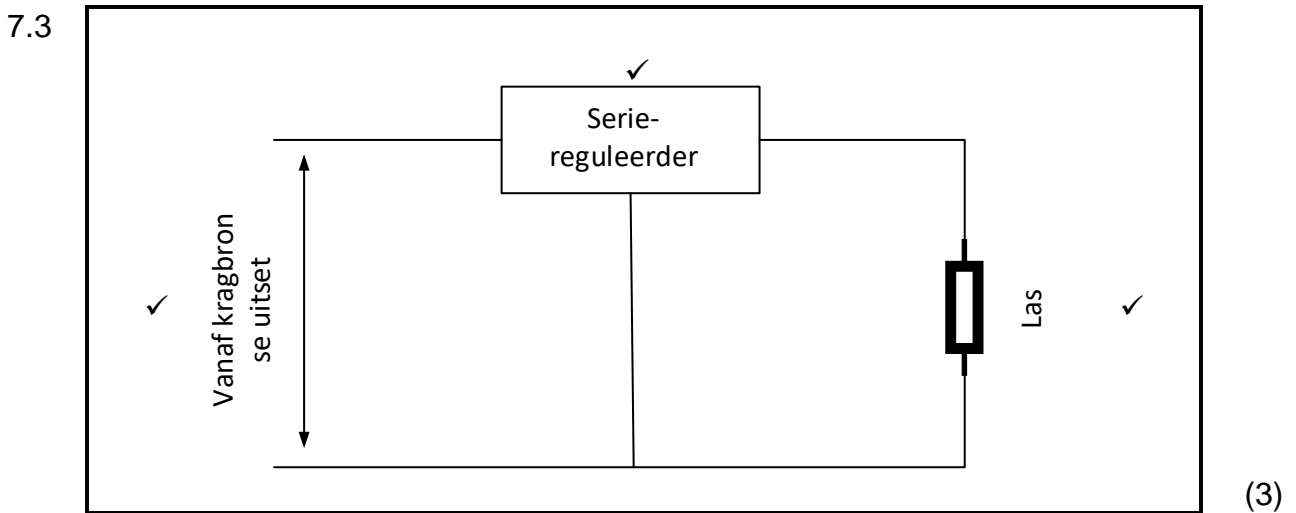 7.3
✓
Serie-
reguleerder
✓
Vanaf kragbron
se uitset
Las
✓
(3)